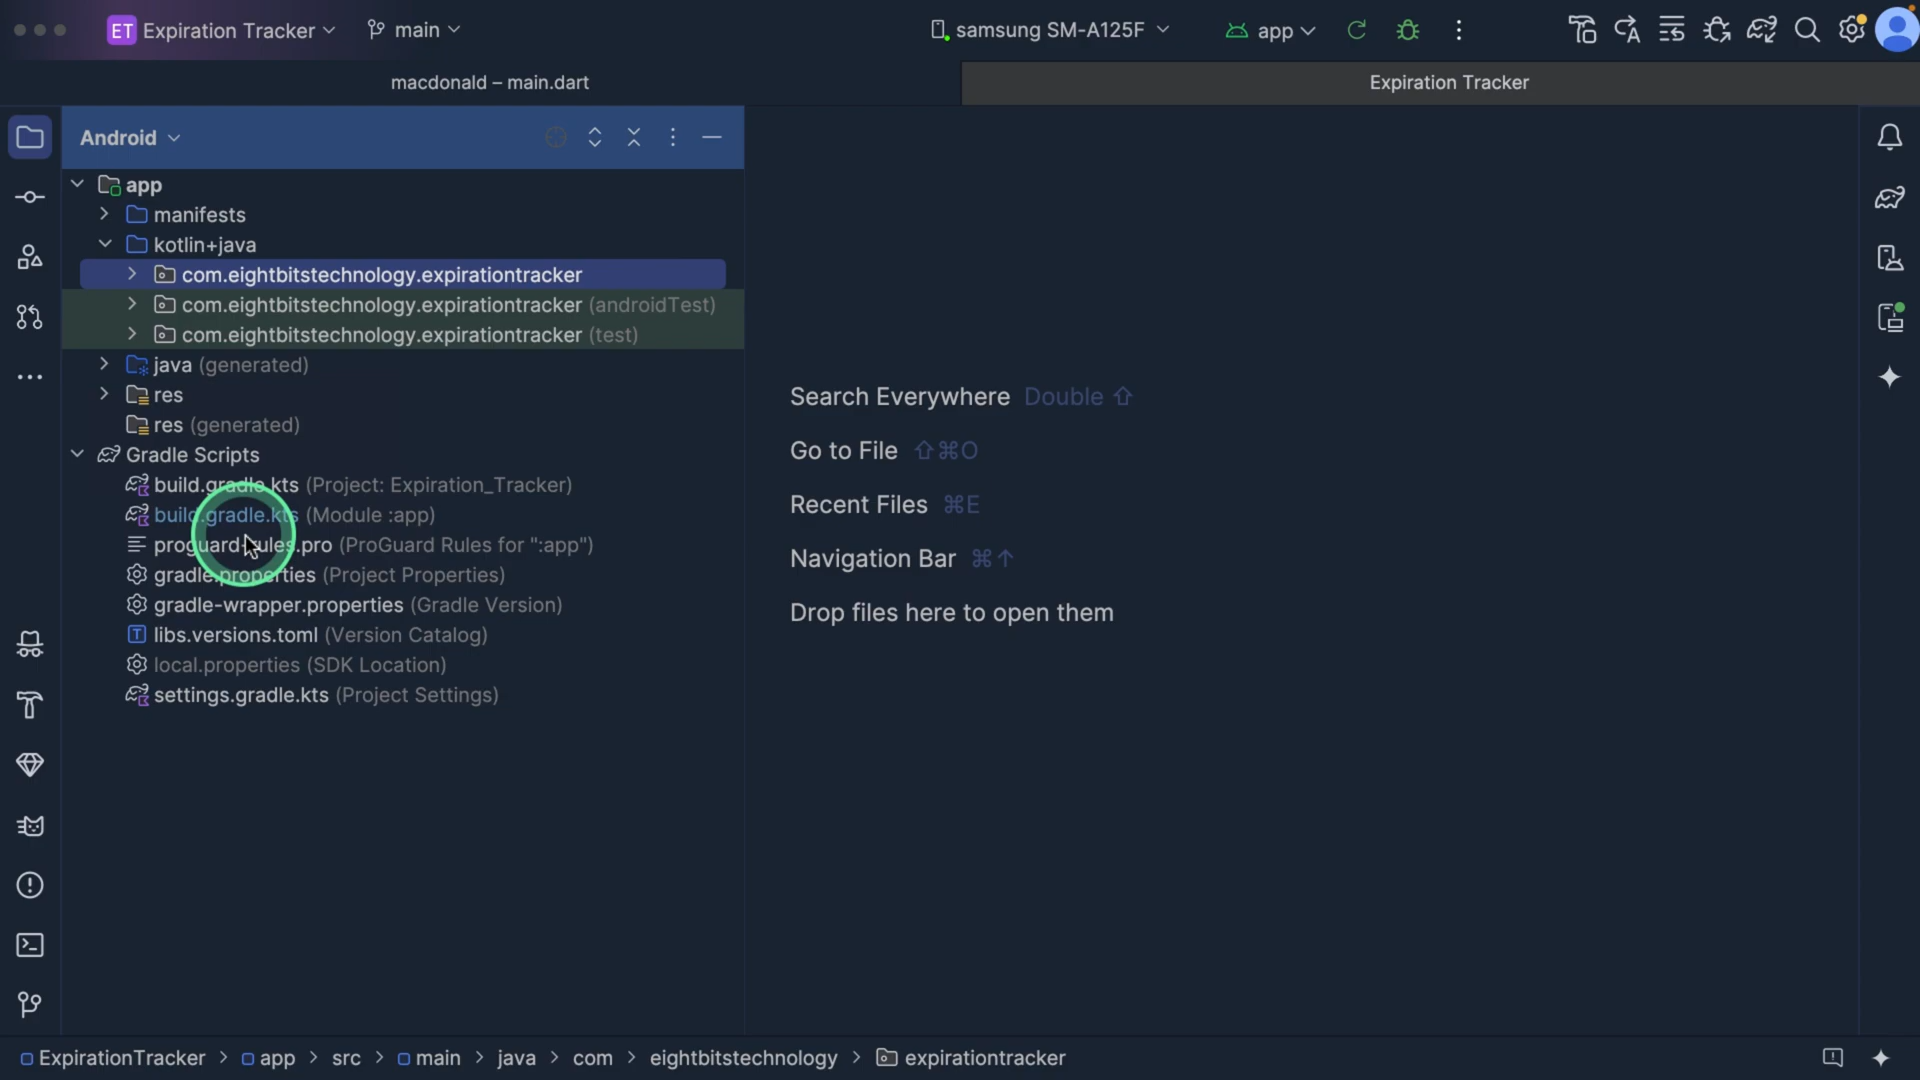 ET Expiration Tracker
main
samsung SM-A125F
app
macdonald – main.dart
Expiration Tracker
Android
app
manifests
kotlin+java
com.eightbitstechnology.expirationtracker
com.eightbitstechnology.expirationtracker (androidTest)
com.eightbitstechnology.expirationtracker (test)
java (generated)
res
res (generated)
Gradle Scripts
build.gradle.kts (Project: Expiration_Tracker)
build.gradle.kts (Module :app)
proguard-rules.pro (ProGuard Rules for ":app")
gradle.properties (Project Properties)
gradle-wrapper.properties (Gradle Version)
libs.versions.toml (Version Catalog)
local.properties (SDK Location)
settings.gradle.kts (Project Settings)
Search Everywhere Double ⇧
Go to File ⇧⌘O
Recent Files ⌘E
Navigation Bar ⌘↑
Drop files here to open them
ExpirationTracker > app > src > main > java > com > eightbitstechnology > expirationtracker